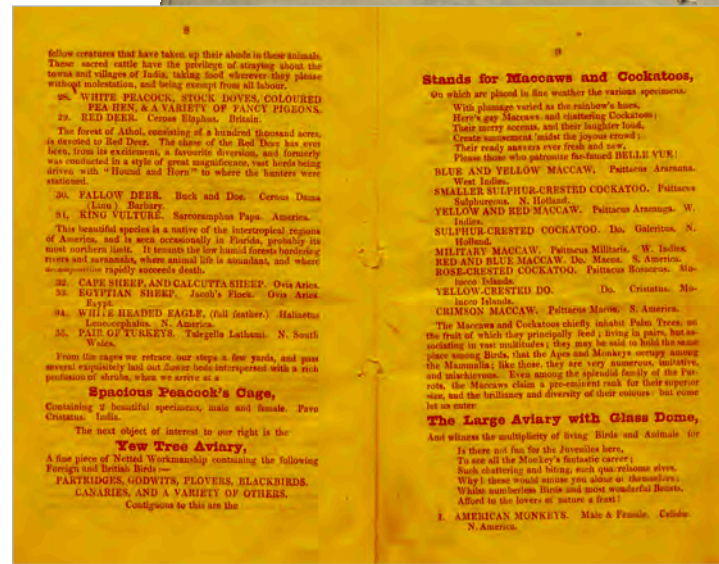 8
fellow creatures that have taken up their abode in these animals.
These sacred cattle have the privilege of straying about the
towns and villages of India, taking food wherever they please
without molestation, and being exempt from all labour.
28. WHITE PEACOCK, STOCK DOVES, COLOURED
PEA HEN, & A VARIETY OF FANCY PIGEONS.
29. RED DEER. Cervus Elaphus. Britain.
The forest of Athol, consisting of a hundred thousand acres,
is devoted to Red Deer. The chase of the Red Deer has ever
been, from its excitement, a favourite diversion, and formerly
was conducted in a style of great magnificence, vast herds being
driven with "Hound and Horn" to where the hunters were
stationed.
30. FALLOW DEER. Buck and Doe. Cervus Dama
(Linn) Barbary.
31. KING VULTURE. Sarcoramphus Papa. America.
This beautiful species is a native of the intertropical regions
of America, and is seen occasionally in Florida, probably its
most northern limit. It tenants the low humid forests bordering
rivers and savannahs, where animal life is abundant, and where
decomposition rapidly succeeds death.
32. CAPE SHEEP, AND CALCUTTA SHEEP. Ovis Aries.
33. EGYPTIAN SHEEP. Jacob's Flock. Ovis Aries
Egypt.
34. WHITE HEADED EAGLE, (full feather.) Haliaetus
Leucocephalus. N. America.
35. PAIR OF TURKEYS. Talegella Lathami. N. South
Wales.
From the cages we retrace our steps a few yards, and pass
several exquisitely laid out flower beds interspersed with a rich
profusion of shrubs, when we arrive at a
Spacious Peacock's Cage,
Containing 2 beautiful specimens, male and female. Pavo
Cristatus. India.
The next object of interest to our right is the
Yew Tree Aviary,
A fine piece of Netted Workmanship containing the following
Foreign and British Birds :—
PARTRIDGES, GODWITS, PLOVERS, BLACKBIRDS.
CANARIES, AND A VARIETY OF OTHERS.
Contiguous to this are the
9
Stands for Maccaws and Cockatoos,
On which are placed in fine weather the various specimens.
With plumage varied as the rainbow's hues,
Here's gay Maccaws, and chattering Cockatoos;
Their merry accents, and their laughter loud,
Create amusement 'midst the joyous crowd;
Their ready answers ever fresh and new,
Please those who patronize far-famed BELLE VUE!
BLUE AND YELLOW MACCAW. Psittacus Ararauna.
West Indies.
SMALLER SULPHUR-CRESTED COCKATOO. Psittacus
Sulphureous. N. Holland.
YELLOW AND RED MACCAW. Psittacus Aracanga. W.
Indies.
SULPHUR-CRESTED COCKATOO. Do. Galeritus. N.
Holland.
MILITARY MACCAW. Psittacus Militaris. W. Indies.
RED AND BLUE MACCAW. Do. Macos. S. America.
ROSE-CRESTED COCKATOO. Psittacus Rosaceus. Mo-
lucco Islands.
YELLOW-CRESTED DO. Do. Cristatus. Mo-
lucco Islands.
CRIMSON MACCAW. Psittacus Macos. S. America.
The Maccaws and Cockatoos chiefly inhabit Palm Trees, on
the fruit of which they principally feed; living in pairs, but as-
sociating in vast multitudes; they may be said to hold the same
place among Birds, that the Apes and Monkeys occupy among
the Mammalia; like those, they are very numerous, imitative,
and mischievous. Even among the splendid family of the Par-
rots, the Maccaws claim a pre-eminent rank for their superior
size, and the brilliancy and diversity of their colours: but come
let us enter
The Large Aviary with Glass Dome,
And witness the multiplicity of living Birds and Animals for
Is there not fun for the Juveniles here,
To see all the Monkey's fantastic career;
Such chattering and biting, such quarrelsome elves,
Why! these would amuse you alone of themselves;
Whilst numberless Birds and most wonderful Beasts,
Afford to the lovers of nature a feast!
1. AMERICAN MONKEYS. Male & Female. Cebidæ.
N. America.